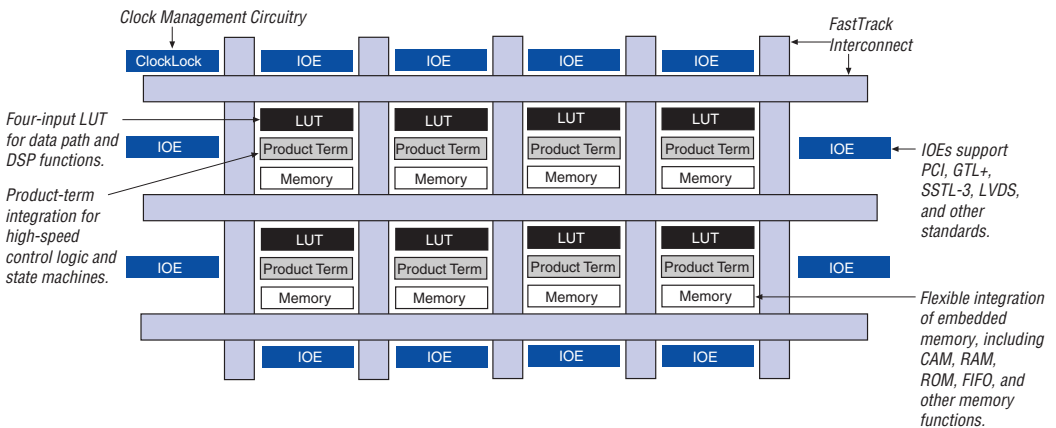 Clock Management Circuitry
FastTrack
Interconnect
ClockLock
IOE
IOE
IOE
IOE
Four-input LUT
for data path and
DSP functions.
LUT
LUT
LUT
LUT
IOE
Product Term
Product Term
Product Term
Product Term
IOE
IOEs support
PCI, GTL+,
SSTL-3, LVDS,
and other
standards.
Memory
Memory
Memory
Memory
Product-term
integration for
high-speed
control logic and
state machines.
LUT
LUT
LUT
LUT
IOE
Product Term
Product Term
Product Term
Product Term
IOE
Memory
Memory
Memory
Memory
Flexible integration
of embedded
memory, including
CAM, RAM,
ROM, FIFO, and
other memory
functions.
IOE
IOE
IOE
IOE